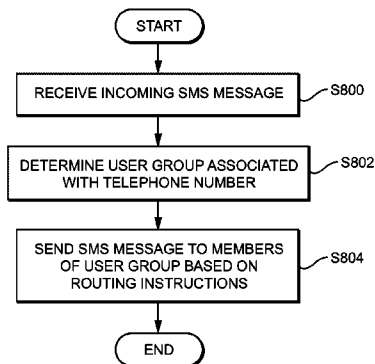 START
RECEIVE INCOMING SMS MESSAGE
S800
DETERMINE USER GROUP ASSOCIATED
WITH TELEPHONE NUMBER
S802
SEND SMS MESSAGE TO MEMBERS
OF USER GROUP BASED ON
ROUTING INSTRUCTIONS
S804
END